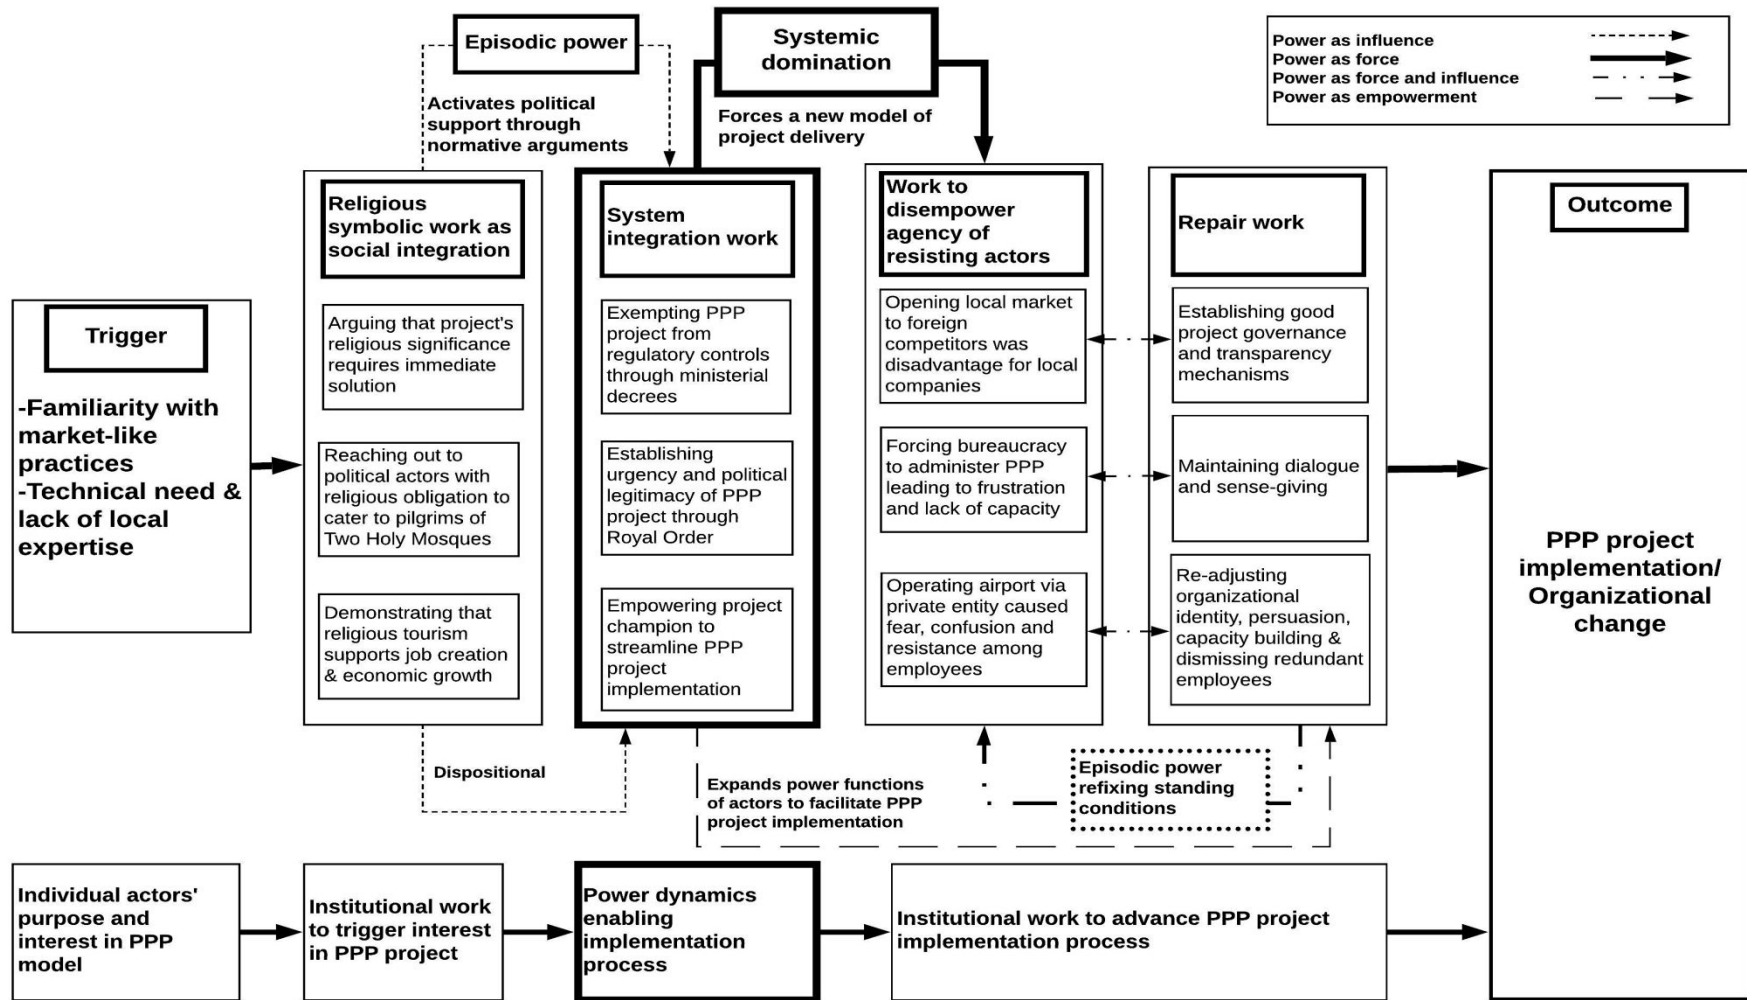 Episodic power
Systemic
domination
Power as influence
Power as force
Power as force and influence
Power as empowerment
Activates political
support through
normative arguments
Forces a new model of
project delivery
Trigger
-Familiarity with
market-like
practices
-Technical need &
lack of local
expertise
Religious
symbolic work as
social integration
Arguing that project's
religious significance
requires immediate
solution
Reaching out to
political actors with
religious obligation to
cater to pilgrims of
Two Holy Mosques
Demonstrating that
religious tourism
supports job creation
& economic growth
System
integration work
Exempting PPP
project from
regulatory controls
through ministerial
decrees
Establishing
urgency and political
legitimacy of PPP
project through
Royal Order
Empowering project
champion to
streamline PPP
project
implementation
Work to
disempower
agency of
resisting actors
Opening local market
to foreign
competitors was
disadvantage for local
companies
Forcing bureaucracy
to administer PPP
leading to frustration
and lack of capacity
Operating airport via
private entity caused
fear, confusion and
resistance among
employees
Repair work
Establishing good
project governance
and transparency
mechanisms
Maintaining dialogue
and sense-giving
Re-adjusting
organizational
identity, persuasion,
capacity building &
dismissing redundant
employees
Outcome
PPP project
implementation/
Organizational
change
Dispositional
Expands power functions
of actors to facilitate PPP
project implementation
Episodic power
refixing standing
conditions
Individual actors'
purpose and
interest in PPP
model
Institutional work
to trigger interest
in PPP project
Power dynamics
enabling
implementation
process
Institutional work to advance PPP project
implementation process